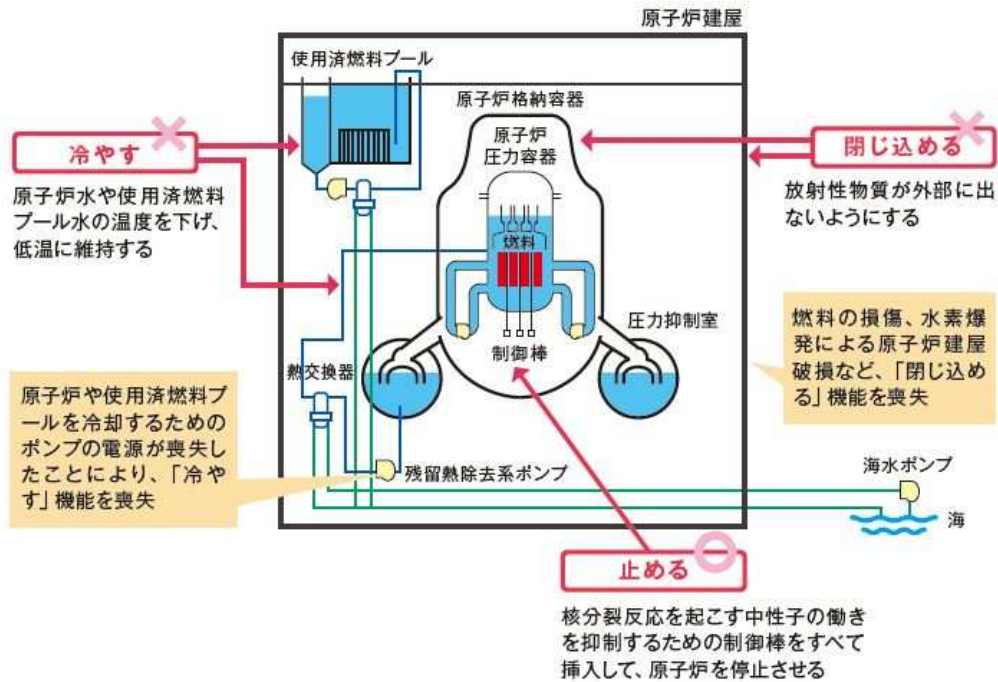 原子炉建屋
使用済燃料プール
原子炉格納容器
原子炉
圧力容器
冷やす
閉じ込める
原子炉水や使用済燃料
プール水の温度を下げ、
低温に維持する
放射性物質が外部に出
ないようにする
燃料
圧力抑制室
制御棒
熱交換器
燃料の損傷、水素爆
発による原子炉建屋
破損など、「閉じ込め
る」機能を喪失
原子炉や使用済燃料プ
ールを冷却するための
ポンプの電源が喪失し
たことにより、「冷や
す」機能を喪失
残留熱除去系ポンプ
海水ポンプ
海
止める
核分裂反応を起こす中性子の働き
を抑制するための制御棒をすべて
挿入して、原子炉を停止させる